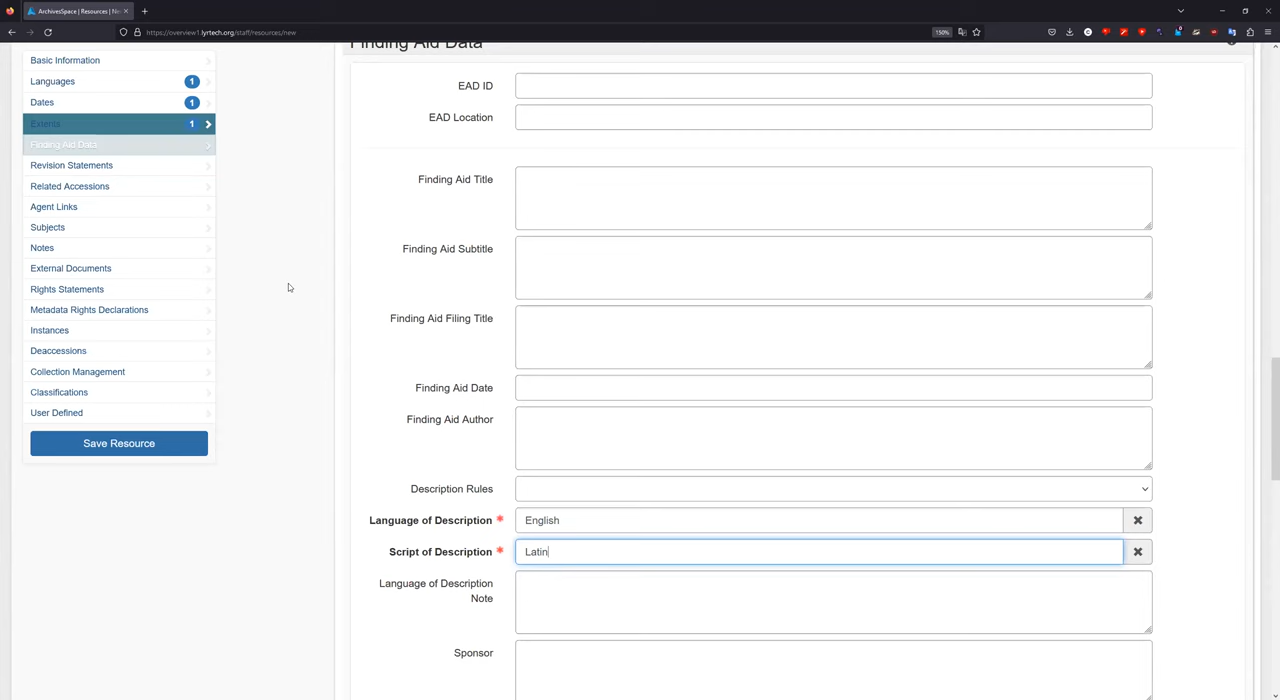 ArchivesSpace | Resources | Ne
https://overview1.lyrtech.org/staff/resources/new
150%
Finding Aid Data
Basic Information
Languages 1
Dates 1
Extents 1
Finding Aid Data
Revision Statements
Related Accessions
Agent Links
Subjects
Notes
External Documents
Rights Statements
Metadata Rights Declarations
Instances
Deaccessions
Collection Management
Classifications
User Defined
Save Resource
EAD ID
EAD Location
Finding Aid Title
Finding Aid Subtitle
Finding Aid Filing Title
Finding Aid Date
Finding Aid Author
Description Rules
Language of Description * English
Script of Description * Latin
Language of Description
Note
Sponsor